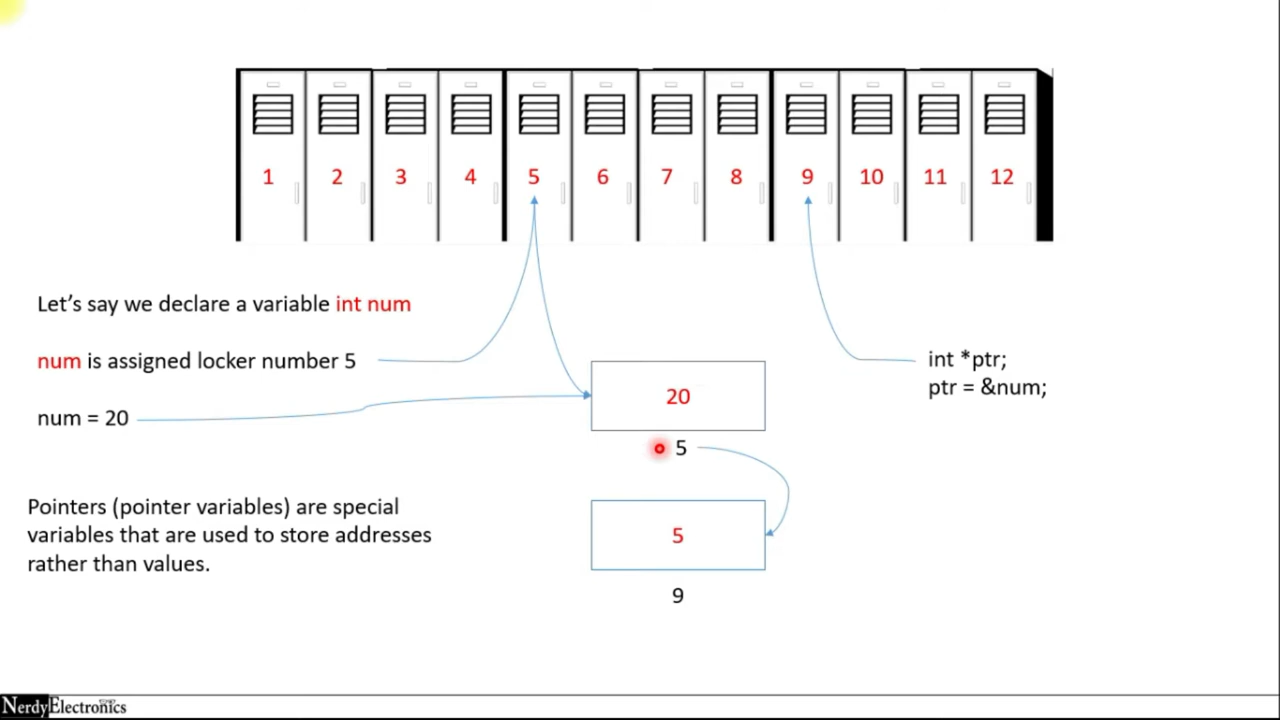 1 2 3 4 5 6 7 8 9 10 11 12
Let’s say we declare a variable int num
num is assigned locker number 5
num = 20
20
5
int *ptr;
ptr = &num;
Pointers (pointer variables) are special
variables that are used to store addresses
rather than values.
5
9
NerdyElectronics